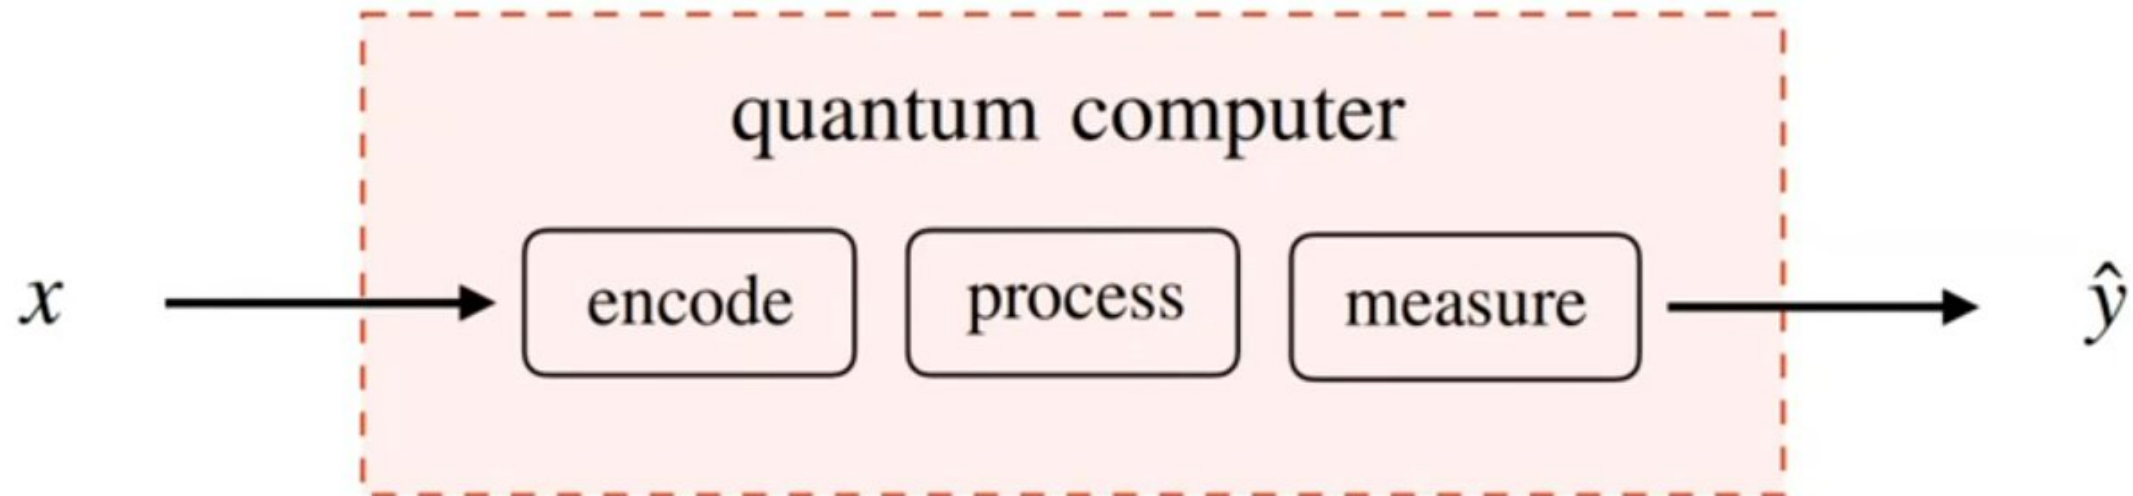 quantum computer
x encode process measure ŷ